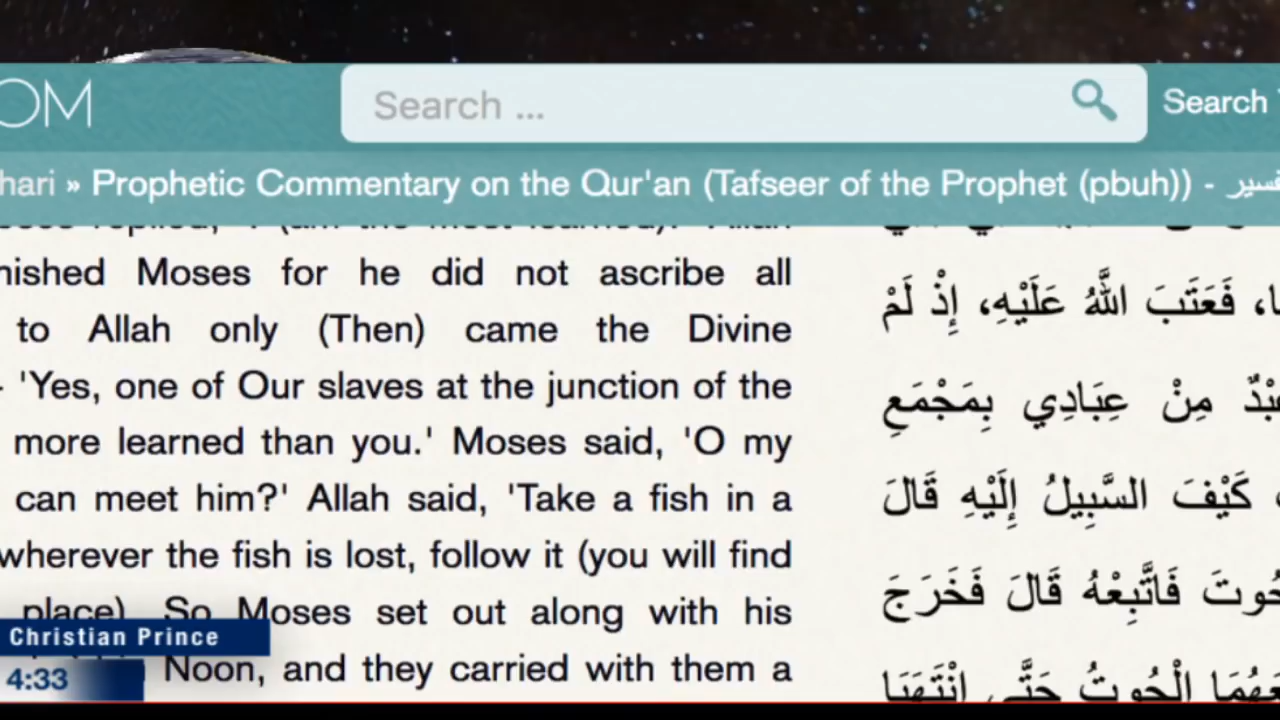 OM
Search ...
Search
hari » Prophetic Commentary on the Qur'an (Tafseer of the Prophet (pbuh)) -
nished Moses for he did not ascribe all
to Allah only (Then) came the Divine
- 'Yes, one of Our slaves at the junction of the
more learned than you.' Moses said, 'O my
can meet him?' Allah said, 'Take a fish in a
wherever the fish is lost, follow it (you will find
place). So Moses set out along with his
Noon, and they carried with them a
فَعَتَبَ اللَّهُ عَلَيْهِ، إِذْ لَمْ
مِنْ عِبَادِي بِمَجْمَعِ
كَيْفَ السَّبِيلُ إِلَيْهِ قَالَ
فَاتَّبِعْهُ قَالَ فَخَرَجَ
الْحُوتُ حَتَّى انْتَهَيَا
Christian Prince
4:33